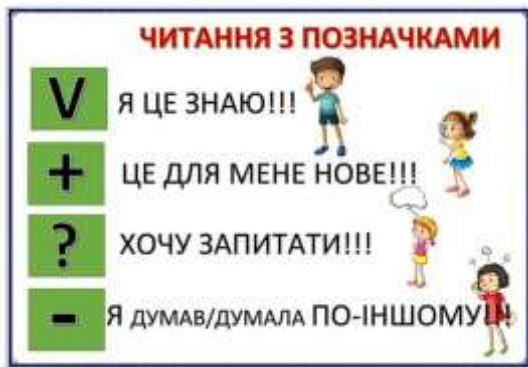 ЧИТАННЯ З ПОЗНАЧКАМИ
V Я ЦЕ ЗНАЮ!!!
+ ЦЕ ДЛЯ МЕНЕ НОВЕ!!!
? ХОЧУ ЗАПИТАТИ!!!
- Я ДУМАВ/ДУМАЛА ПО-ІНШОМУ!!!